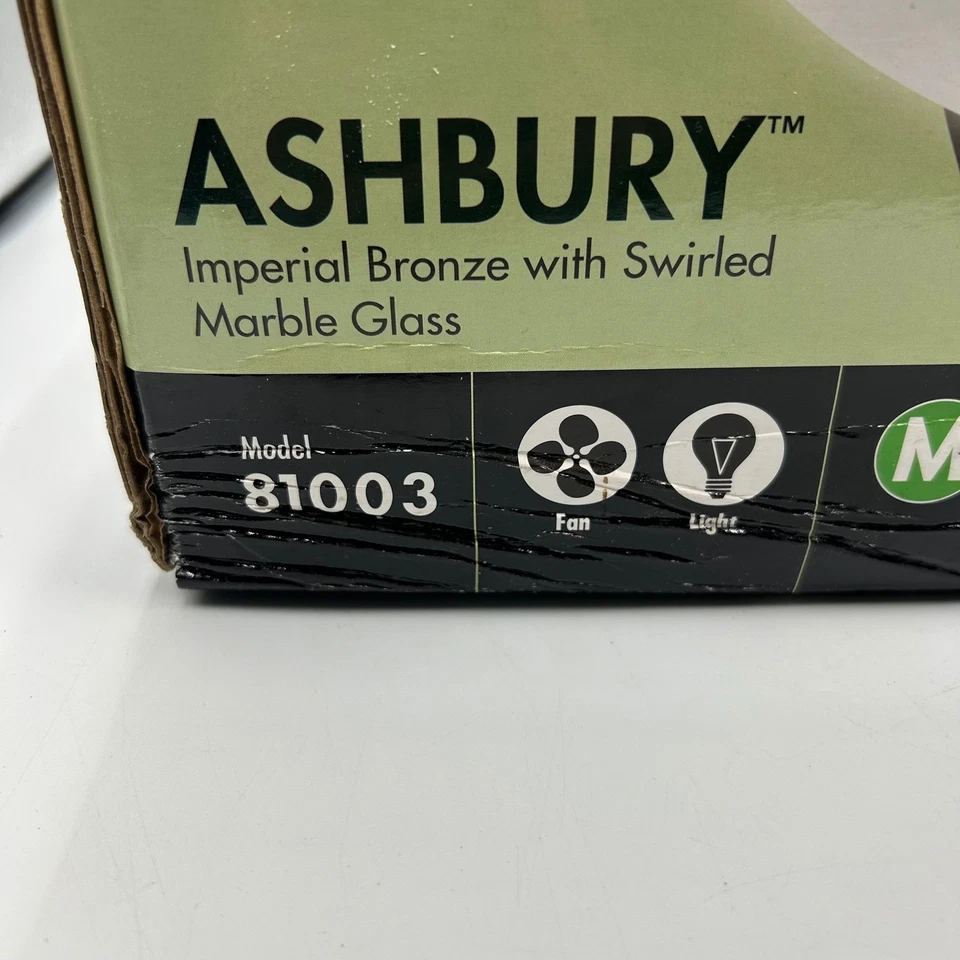 ASHBURY™
Imperial Bronze with Swirled
Marble Glass
Model
81003
Fan
Light
M